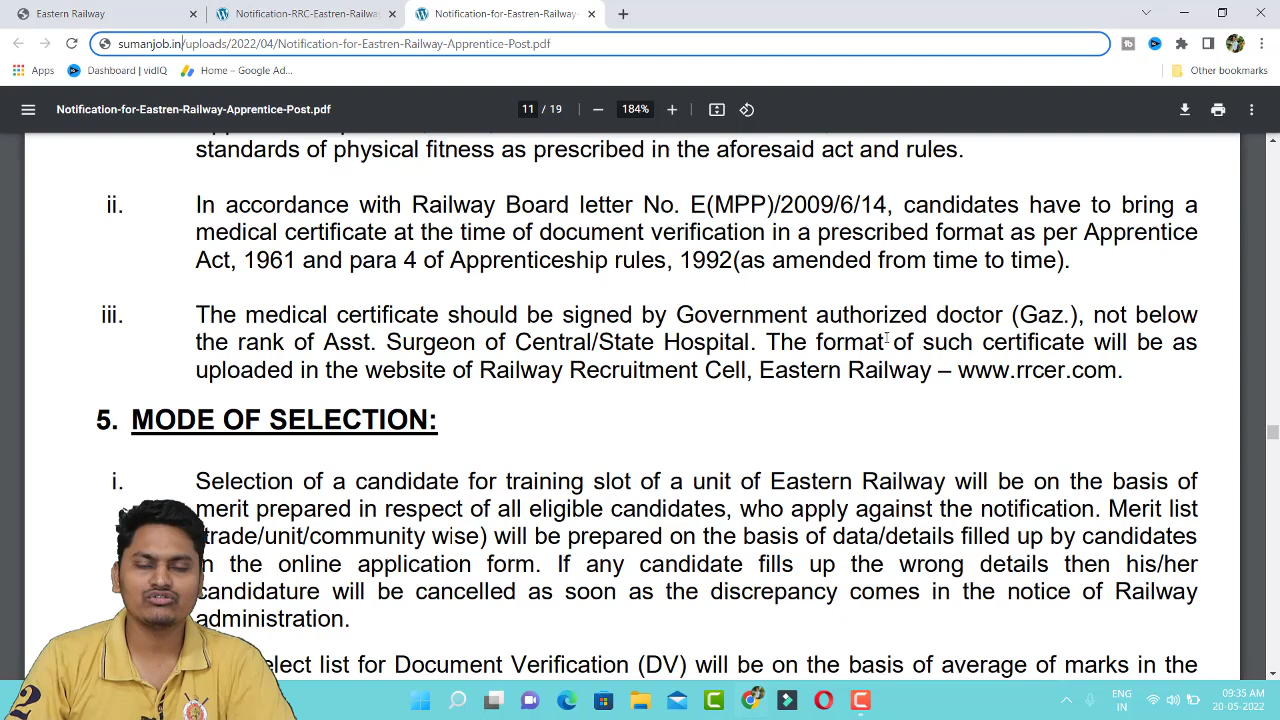 Eastern Railway
Notification-RRC-Eastren-Railway
Notification-for-Eastren-Railway-
sumanjob.in/uploads/2022/04/Notification-for-Eastren-Railway-Apprentice-Post.pdf
Apps Dashboard | vidIQ Home – Google Ad... Other bookmarks
Notification-for-Eastren-Railway-Apprentice-Post.pdf 11 / 19 184%
standards of physical fitness as prescribed in the aforesaid act and rules.
ii. In accordance with Railway Board letter No. E(MPP)/2009/6/14, candidates have to bring a
medical certificate at the time of document verification in a prescribed format as per Apprentice
Act, 1961 and para 4 of Apprenticeship rules, 1992(as amended from time to time).
iii. The medical certificate should be signed by Government authorized doctor (Gaz.), not below
the rank of Asst. Surgeon of Central/State Hospital. The format of such certificate will be as
uploaded in the website of Railway Recruitment Cell, Eastern Railway – www.rrcer.com.
5. MODE OF SELECTION:
i. Selection of a candidate for training slot of a unit of Eastern Railway will be on the basis of
merit prepared in respect of all eligible candidates, who apply against the notification. Merit list
trade/unit/community wise) will be prepared on the basis of data/details filled up by candidates
n the online application form. If any candidate fills up the wrong details then his/her
candidature will be cancelled as soon as the discrepancy comes in the notice of Railway
administration.
elect list for Document Verification (DV) will be on the basis of average of marks in the
ENG
IN
09:35 AM
20-05-2022
2